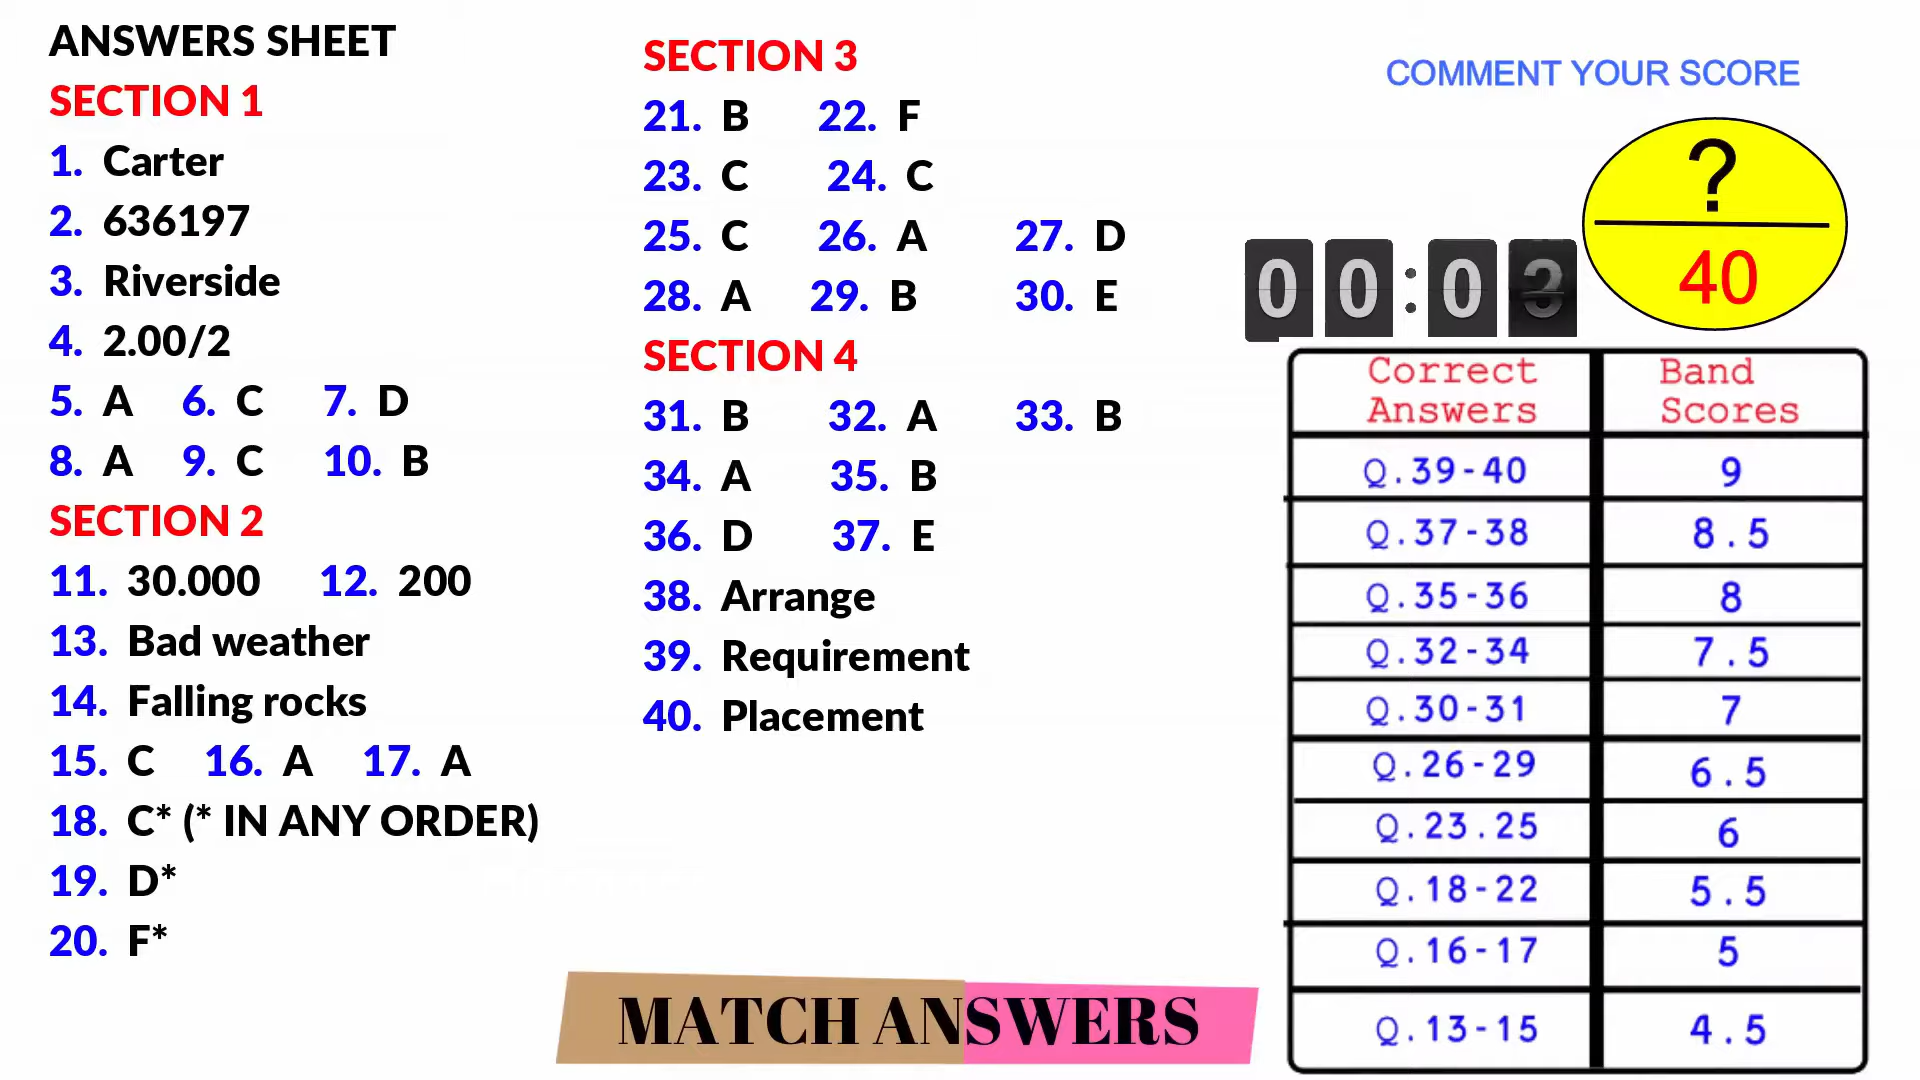 ANSWERS SHEET
SECTION 1
1. Carter
2. 636197
3. Riverside
4. 2.00/2
5. A 6. C 7. D
8. A 9. C 10. B
SECTION 2
11. 30.000 12. 200
13. Bad weather
14. Falling rocks
15. C 16. A 17. A
18. C* (* IN ANY ORDER)
19. D*
20. F*
SECTION 3
21. B 22. F
23. C 24. C
25. C 26. A 27. D
28. A 29. B 30. E
SECTION 4
31. B 32. A 33. B
34. A 35. B
36. D 37. E
38. Arrange
39. Requirement
40. Placement
MATCH ANSWERS
COMMENT YOUR SCORE
?
40
00:0
Correct Answers Band Scores
Q.39-40 9
Q.37-38 8.5
Q.35-36 8
Q.32-34 7.5
Q.30-31 7
Q.26-29 6.5
Q.23.25 6
Q.18-22 5.5
Q.16-17 5
Q.13-15 4.5